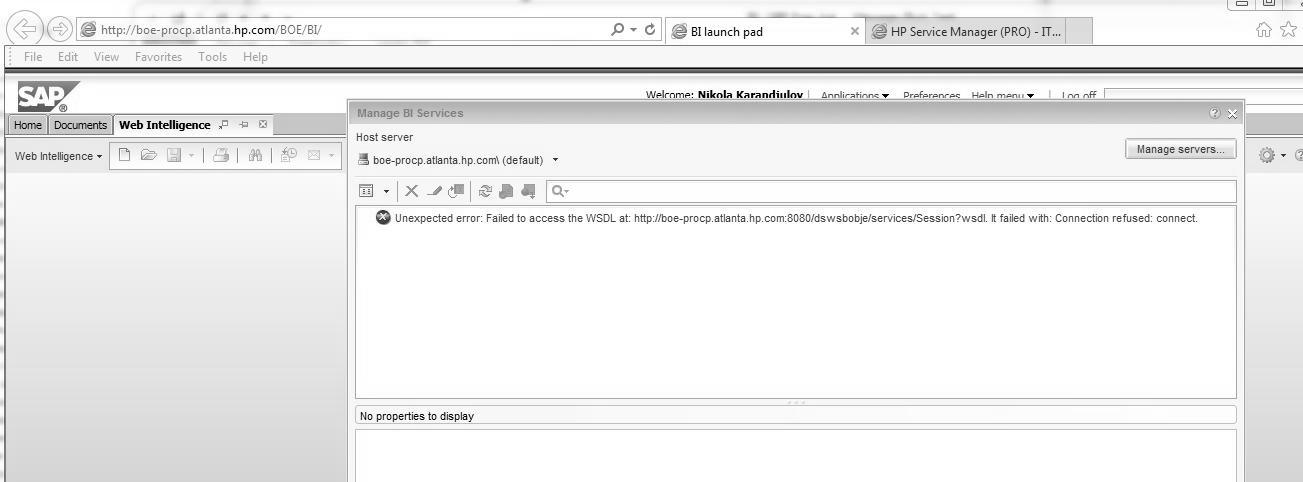 http://boe-procp.atlanta.hp.com/BOE/BI/
BI launch pad
HP Service Manager (PRO) - IT...
File Edit View Favorites Tools Help
SAP
Welcome: Nikola Karandjulov | Applications Preferences Help menu | Log off
Home Documents Web Intelligence
Manage BI Services
Web Intelligence
Host server
boe-procp.atlanta.hp.com\ (default)
Manage servers...
Unexpected error: Failed to access the WSDL at: http://boe-procp.atlanta.hp.com:8080/dswsbobje/services/Session?wsdl. It failed with: Connection refused: connect.
No properties to display